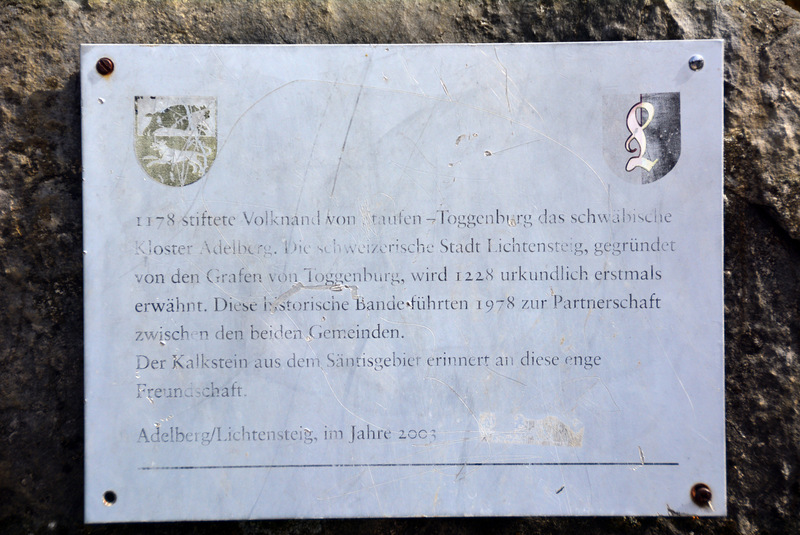 L
1178 stiftete Volknand von Staufen –Toggenburg das schwäbische
Kloster Adelberg. Die schweizerische Stadt Lichtensteig, gegründet
von den Grafen von Toggenburg, wird 1228 urkundlich erstmals
erwähnt. Diese historische Bande führten 1978 zur Partnerschaft
zwischen den beiden Gemeinden.
Der Kalkstein aus dem Säntisgebiet erinnert an diese enge
Freundschaft.
Adelberg/Lichtensteig, im Jahre 2003